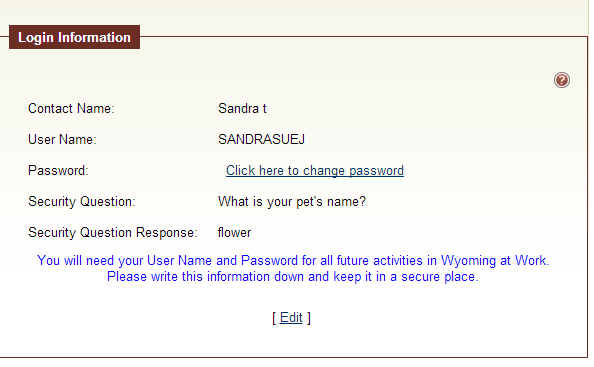 Login Information
?
Contact Name: Sandra t
User Name: SANDRASUEJ
Password: Click here to change password
Security Question: What is your pet's name?
Security Question Response: flower
You will need your User Name and Password for all future activities in Wyoming at Work.
Please write this information down and keep it in a secure place.
[ Edit ]